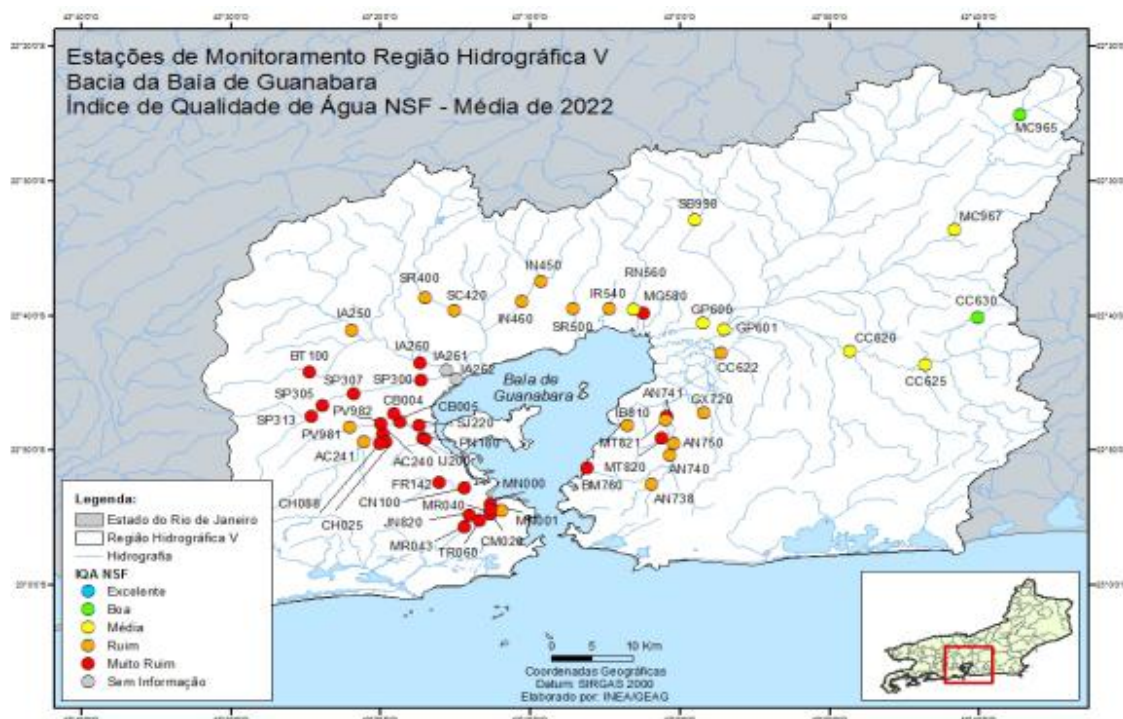 Estações de Monitoramento Região Hidrográfica V
Bacia da Baía de Guanabara
Índice de Qualidade de Água NSF - Média de 2022
MC965
SB998
MC967
IN450
SR400
SC420
RN560
IR540
MG580
IN460
SR500
IA250
GP600
GP601
CC630
CC620
CC622
CC625
BT100
IA260
IA261
IA262
SP300
SP307
SP305
SP313
CB004
CB005
PV982
PV981
SJ220
PN180
Baía de
Guanabara
AN741
GX720
IB810
MT821
MT820
AN750
AN740
AN738
BM760
AC241
AC240
IJ200
FR142
MN000
CN100
MR040
MN001
JN820
CM020
MR043
TR060
CH088
CH025
Legenda:
Estado do Rio de Janeiro
Região Hidrográfica V
Hidrografia
IQA NSF
Excelente
Boa
Média
Ruim
Muito Ruim
Sem Informação
0 5 10 Km
Coordenadas Geográficas
Datum: SIRGAS 2000
Elaborado por: INEA/GEAG